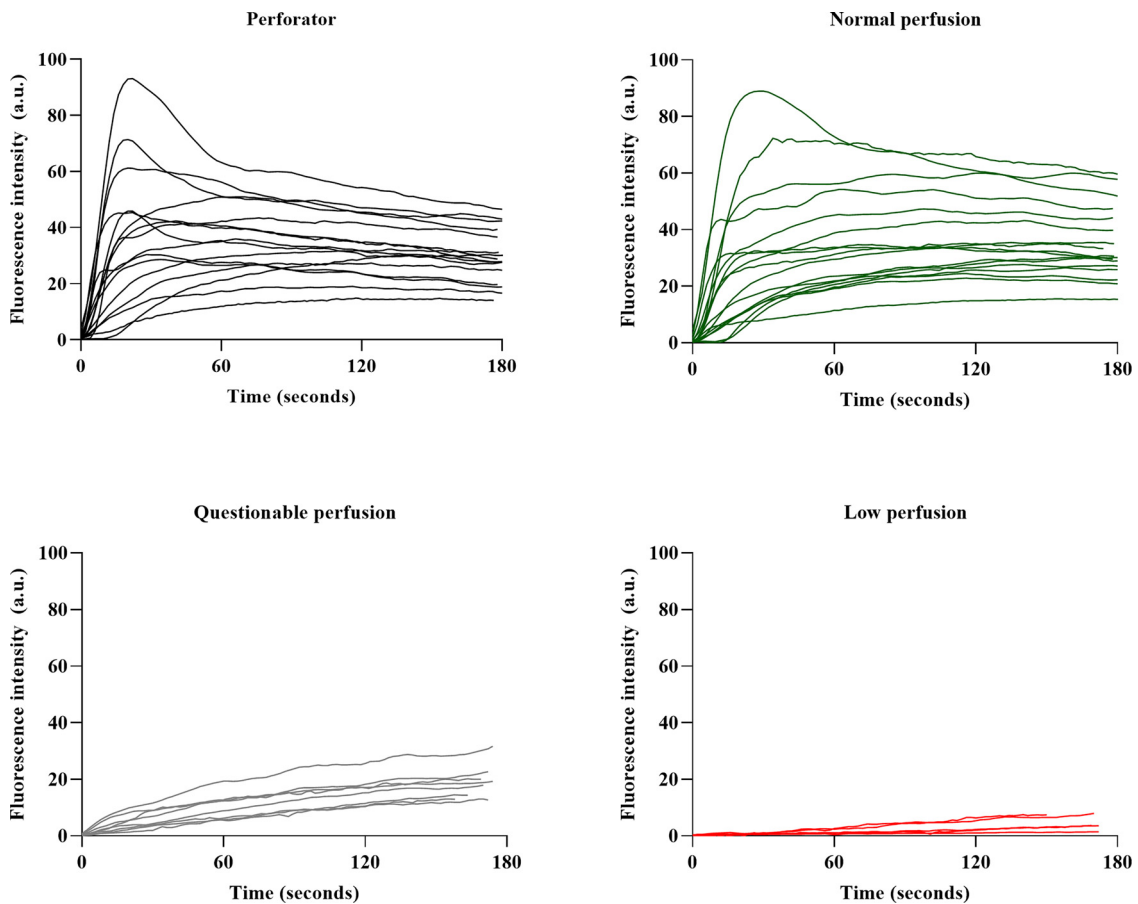 Perforator
Fluorescence intensity (a.u.)
100
80
60
40
20
0
0 60 120 180
Time (seconds)
Normal perfusion
Fluorescence intensity (a.u.)
100
80
60
40
20
0
0 60 120 180
Time (seconds)
Questionable perfusion
Fluorescence intensity (a.u.)
100
80
60
40
20
0
0 60 120 180
Time (seconds)
Low perfusion
Fluorescence intensity (a.u.)
100
80
60
40
20
0
0 60 120 180
Time (seconds)